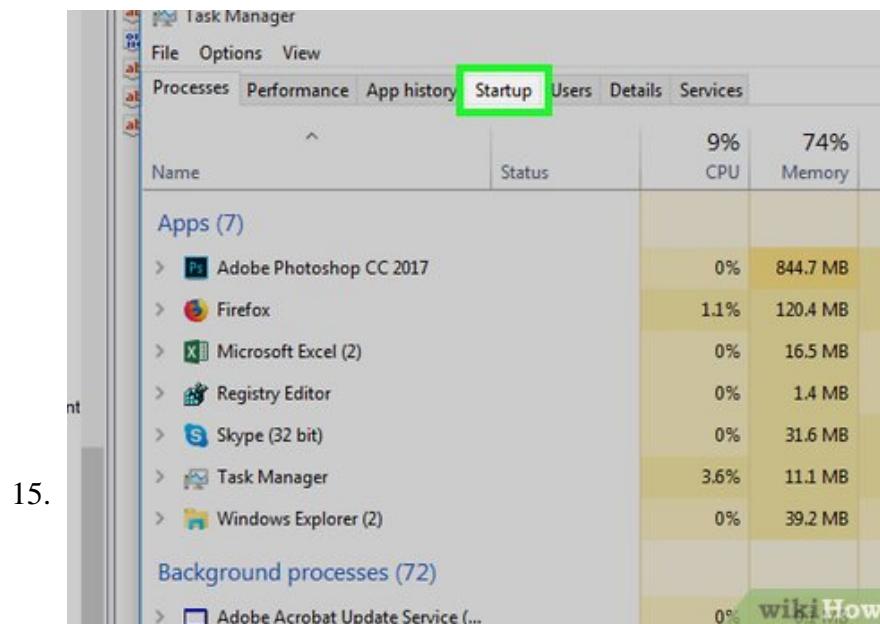 Task Manager
File Options View
Processes Performance App history Startup Users Details Services
9% 74%
Name Status CPU Memory
Apps (7)
Adobe Photoshop CC 2017 0% 844.7 MB
Firefox 1.1% 120.4 MB
Microsoft Excel (2) 0% 16.5 MB
Registry Editor 0% 1.4 MB
nt
Skype (32 bit) 0% 31.6 MB
Task Manager 3.6% 11.1 MB
15.
Windows Explorer (2) 0% 39.2 MB
Background processes (72)
Adobe Acrobat Update Service (... 0%
wikiHow